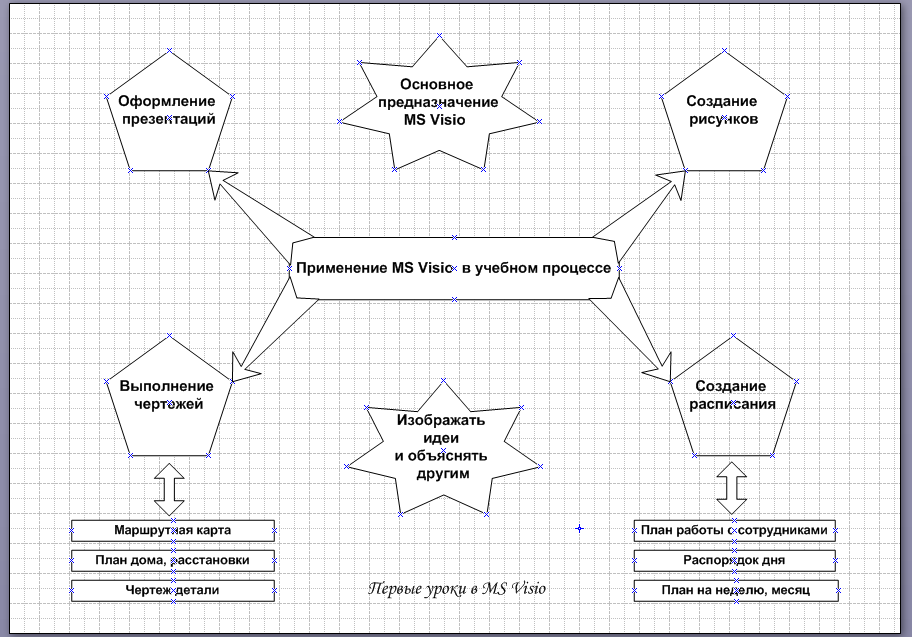 Оформление
презентаций
Основное
предназначение
MS Visio
Создание
рисунков
Применение MS Visio в учебном процессе
Выполнение
чертежей
Изображать
идеи
и объяснять
другим
Создание
расписания
Маршрутная карта
План дома, расстановки
Чертеж детали
План работы с сотрудниками
Распорядок дня
План на неделю, месяц
Первые уроки в MS Visio